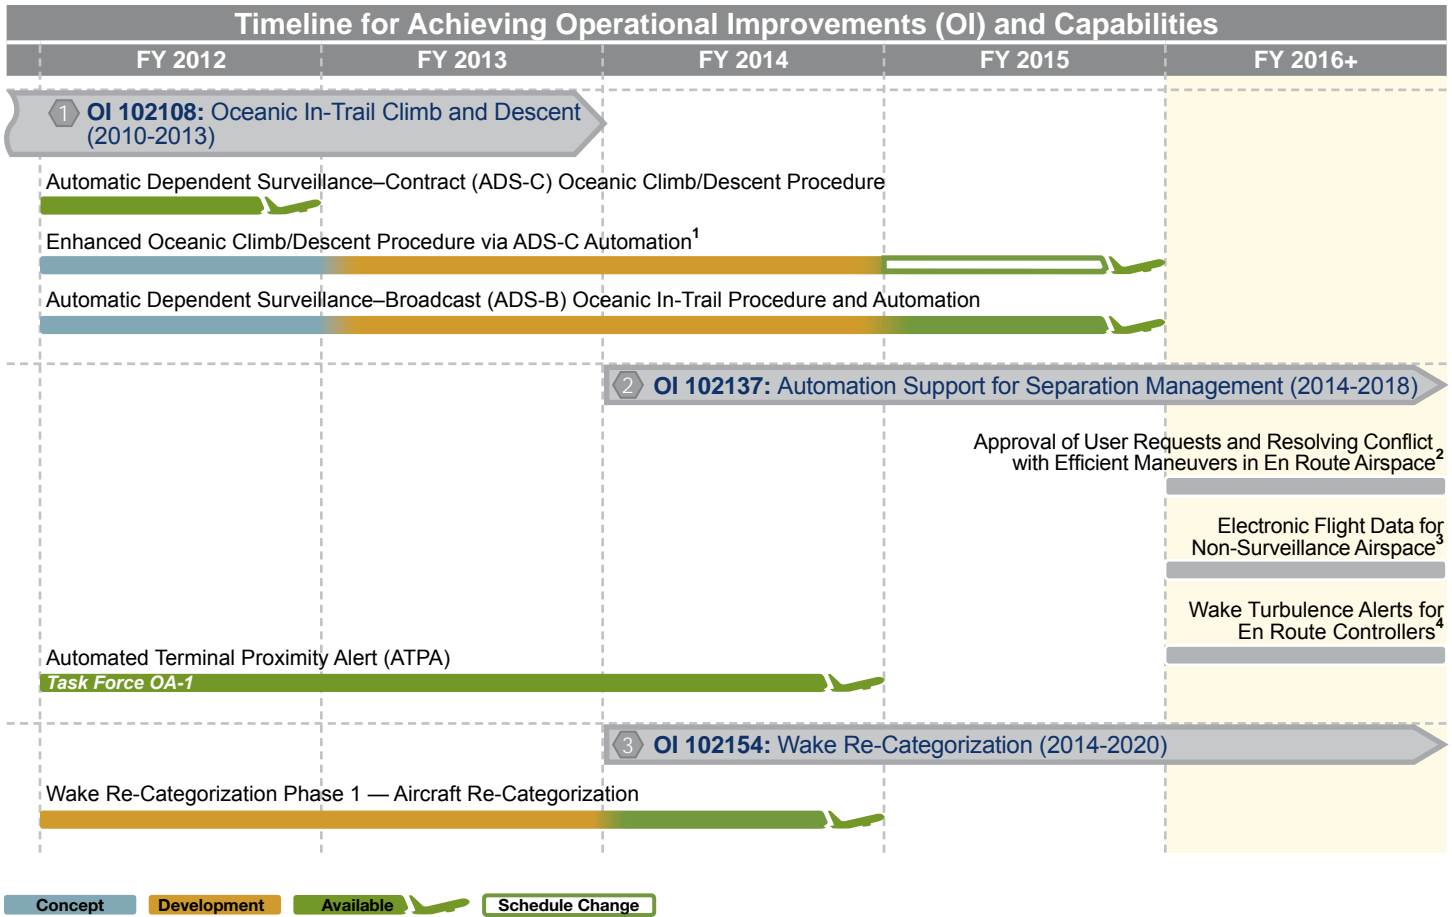 Timeline for Achieving Operational Improvements (OI) and Capabilities
FY 2012 FY 2013 FY 2014 FY 2015 FY 2016+
1 OI 102108: Oceanic In-Trail Climb and Descent
(2010-2013)
Automatic Dependent Surveillance–Contract (ADS-C) Oceanic Climb/Descent Procedure
Enhanced Oceanic Climb/Descent Procedure via ADS-C Automation1
Automatic Dependent Surveillance–Broadcast (ADS-B) Oceanic In-Trail Procedure and Automation
2 OI 102137: Automation Support for Separation Management (2014-2018)
Approval of User Requests and Resolving Conflict
with Efficient Maneuvers in En Route Airspace2
Electronic Flight Data for
Non-Surveillance Airspace3
Wake Turbulence Alerts for
En Route Controllers4
Automated Terminal Proximity Alert (ATPA)
Task Force OA-1
3 OI 102154: Wake Re-Categorization (2014-2020)
Wake Re-Categorization Phase 1 — Aircraft Re-Categorization
Concept Development Available Schedule Change